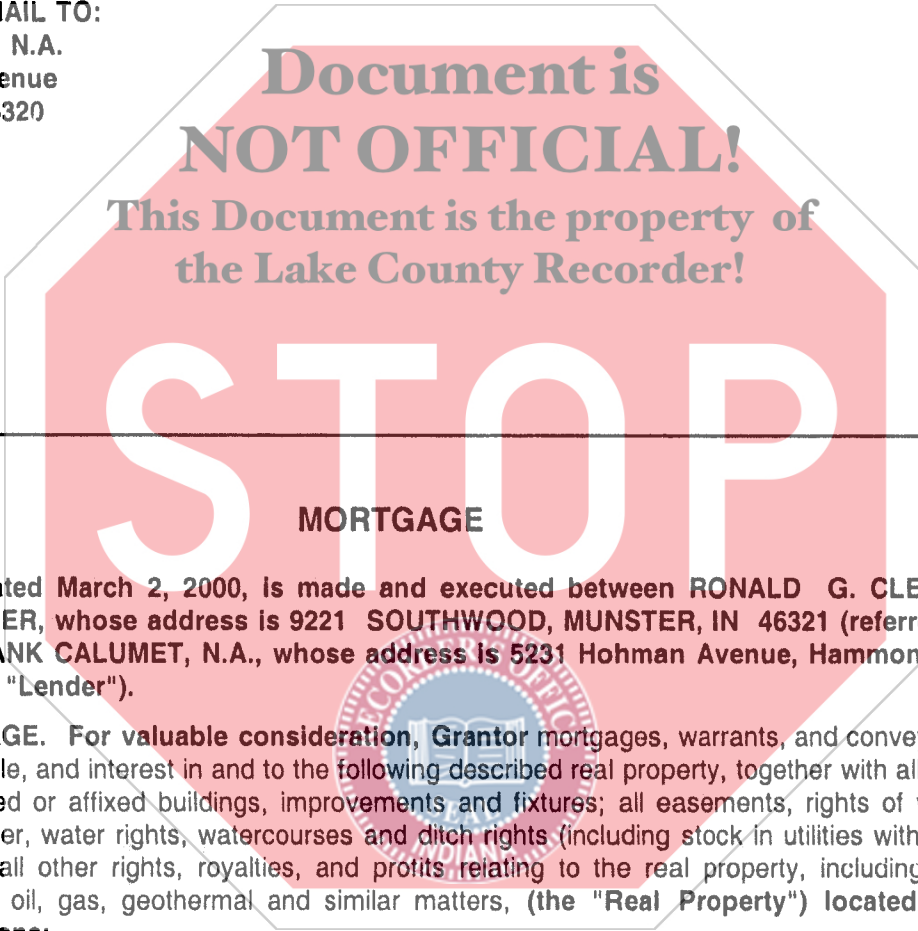 AIL TO:
N.A.
enue
320
Document is
NOT OFFICIAL!
This Document is the property of
the Lake County Recorder!
STOP
MORTGAGE
ted March 2, 2000, is made and executed between RONALD G. CLE
ER, whose address is 9221 SOUTHWOOD, MUNSTER, IN 46321 (referr
ANK CALUMET, N.A., whose address is 5231 Hohman Avenue, Hammon
"Lender").
GE. For valuable consideration, Grantor mortgages, warrants, and conve
le, and interest in and to the following described real property, together with al
ed or affixed buildings, improvements and fixtures; all easements, rights of
er, water rights, watercourses and ditch rights (including stock in utilities with
all other rights, royalties, and profits relating to the real property, including
oil, gas, geothermal and similar matters, (the "Real Property") located
RECORDER'S OFFICE
SEAL
INDIANA